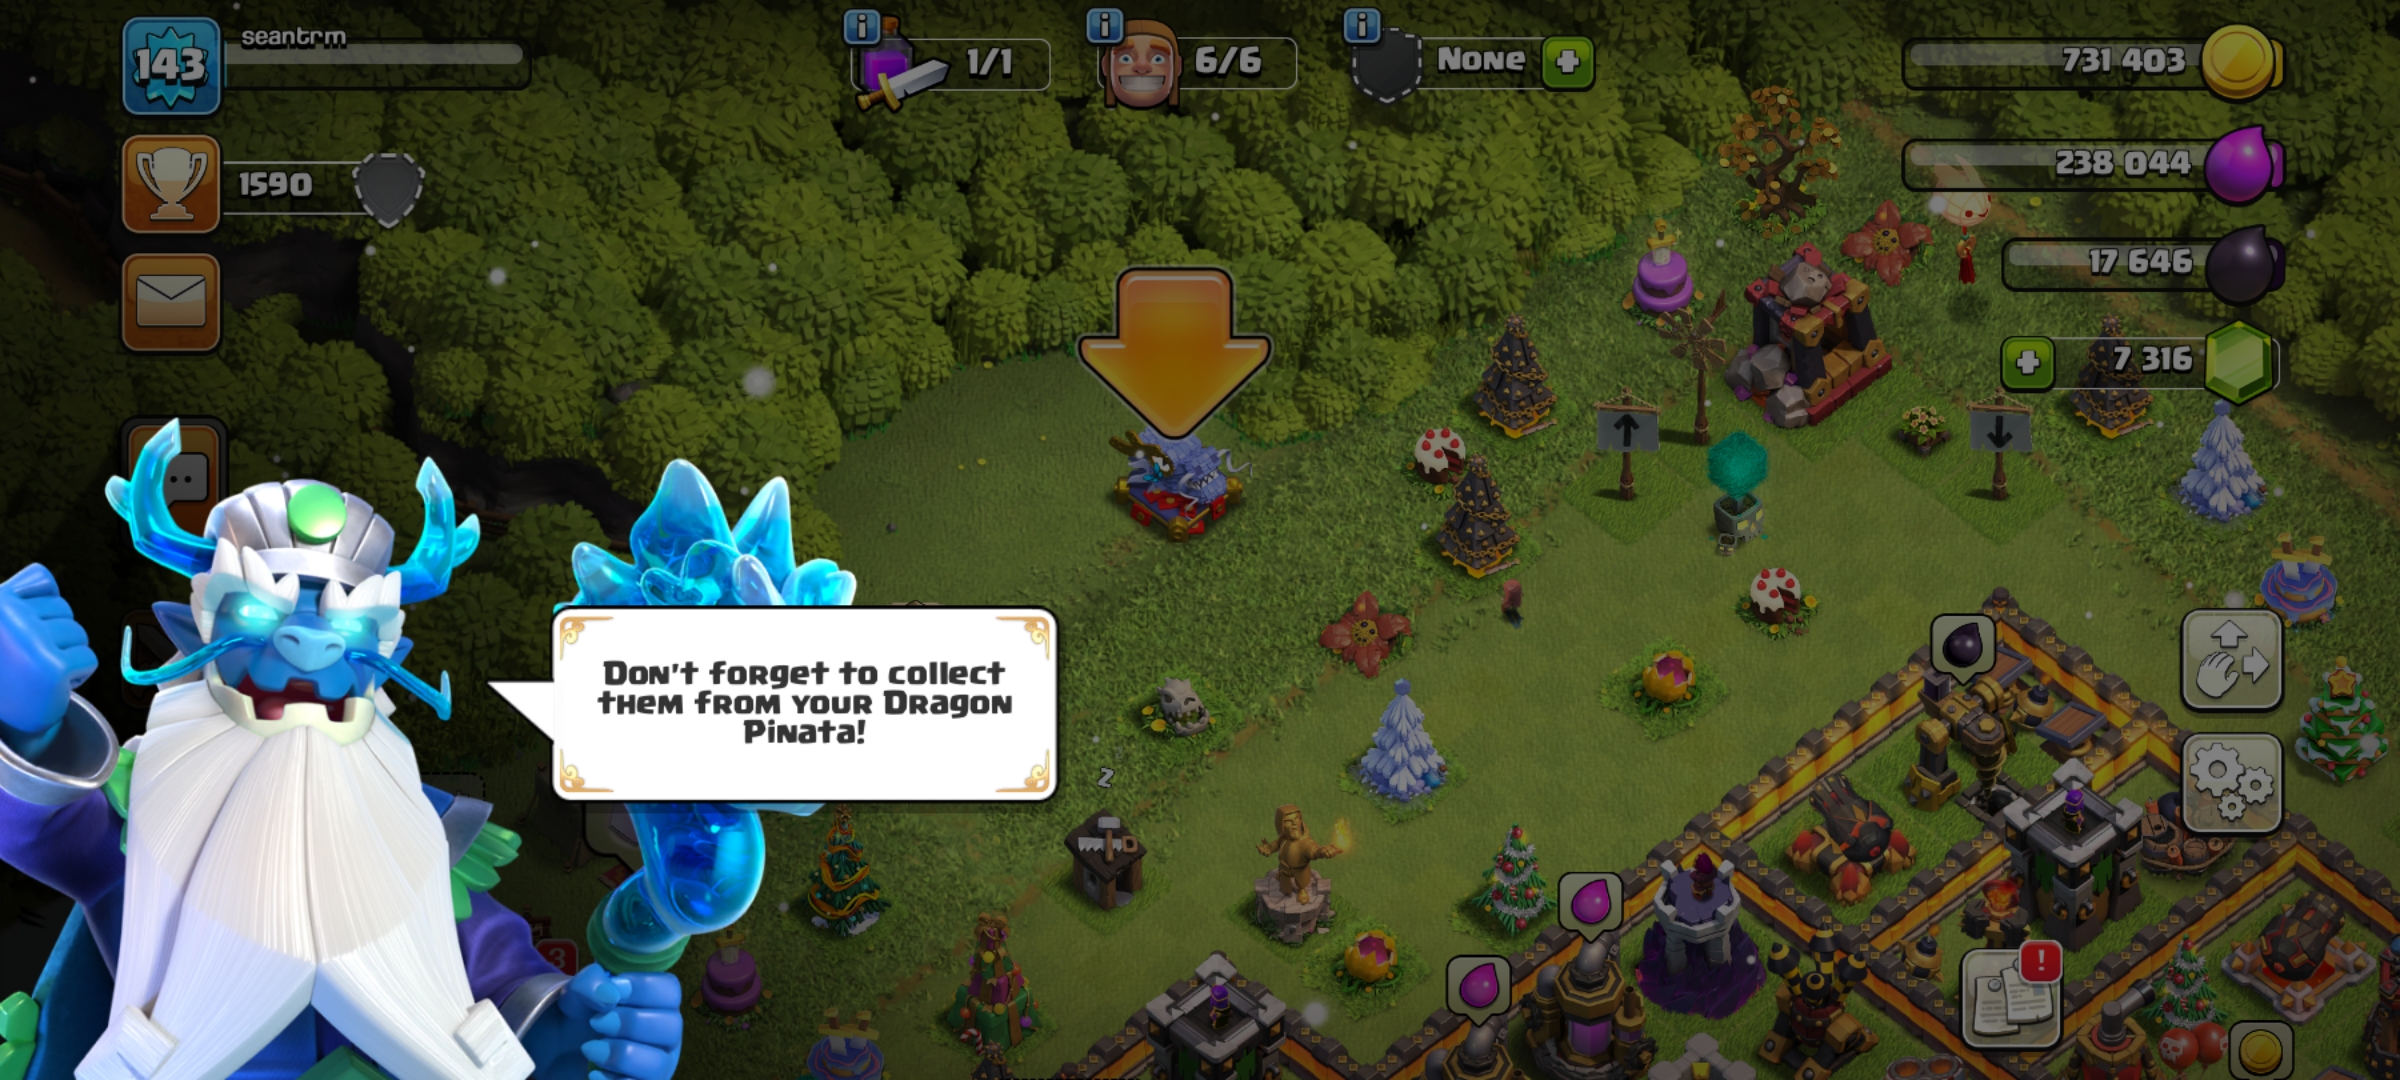 143
seantrm
1/1
6/6
None
731 403
1590
238 044
17 646
7 316
Don't forget to collect
them from your Dragon
Pinata!
Z
3
!